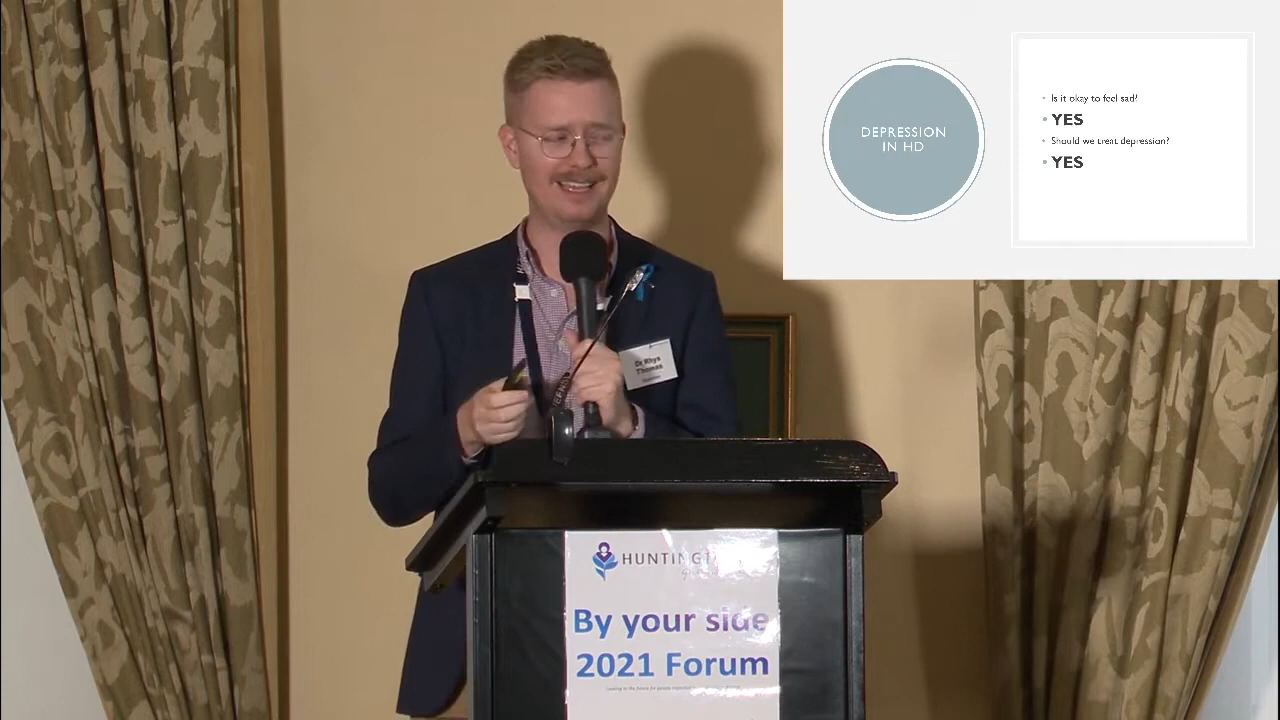 DEPRESSION
IN HD
Is it okay to feel sad?
YES
Should we treat depression?
YES
Dr Rhys
Thomas
By your side
2021 Forum